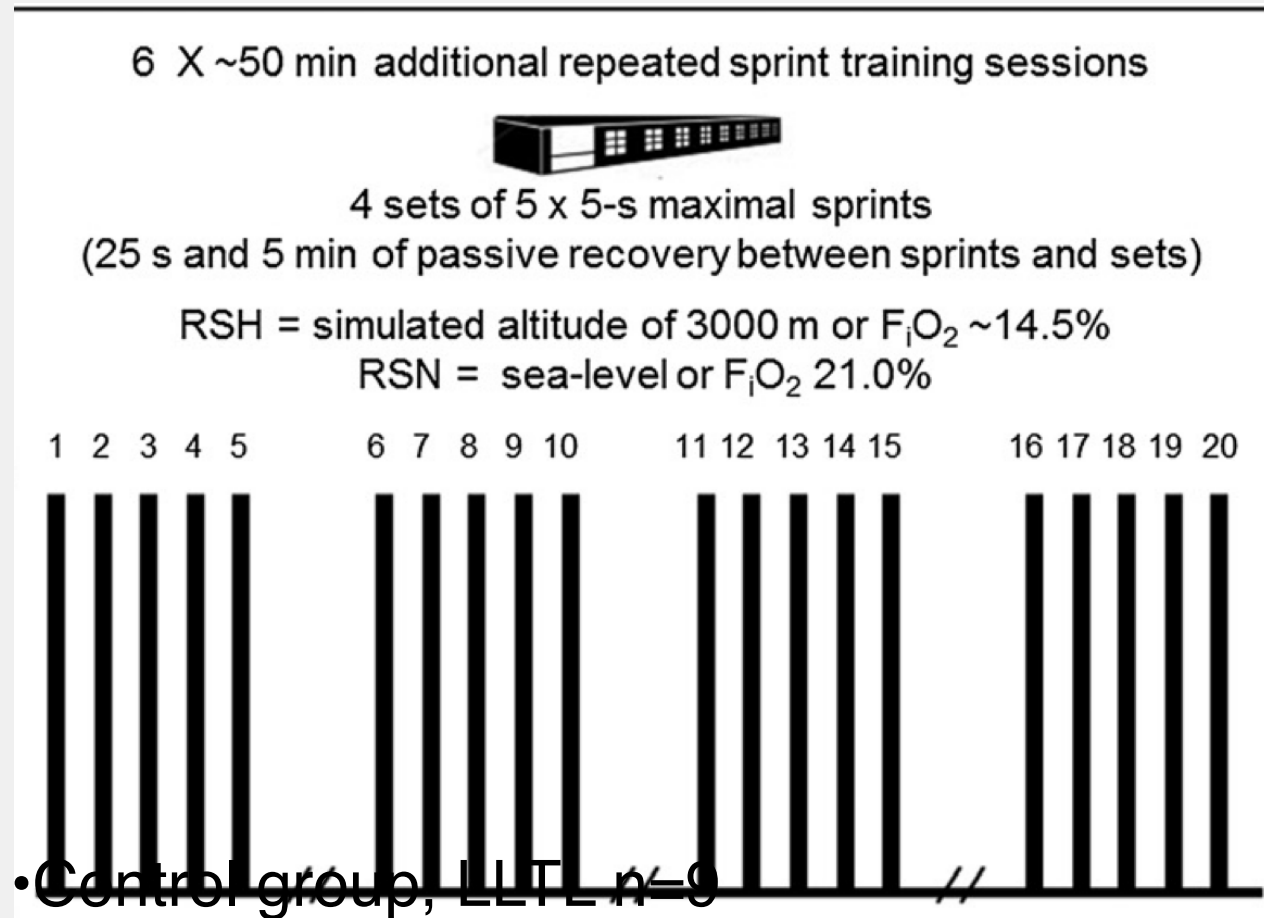 6 X ~50 min additional repeated sprint training sessions
4 sets of 5 x 5-s maximal sprints
(25 s and 5 min of passive recovery between sprints and sets)
RSH = simulated altitude of 3000 m or FiO₂ ~14.5%
RSN = sea-level or FiO₂ 21.0%
1 2 3 4 5 6 7 8 9 10 11 12 13 14 15 16 17 18 19 20
•Control group, LLTL n=9